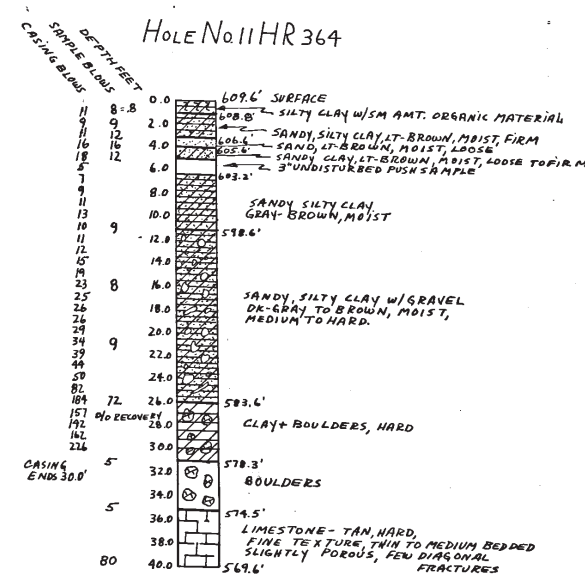 HOLE No. 11 HR 364
CASING BLOWS
SAMPLE BLOWS
DEPTH FEET
609.6' SURFACE
11 8=.8 0.0
SILTY CLAY W/SM AMT. ORGANIC MATERIAL
608.8'
9 9 2.0
SANDY, SILTY CLAY, LT-BROWN, MOIST, FIRM
11 12
606.6'
16 16 4.0 SAND, LT-BROWN, MOIST, LOOSE
605.6'
18 12 SANDY CLAY, LT-BROWN, MOIST, LOOSE TO FIRM
5 6.0 3" UNDISTURBED PUSH SAMPLE
7 603.2'
9 8.0
11 SANDY SILTY CLAY
13 10.0 GRAY-BROWN, MOIST
10 9
11 12.0 598.6'
12
15 14.0
19
23 8 16.0 SANDY, SILTY CLAY W/GRAVEL
25 DK-GRAY TO BROWN, MOIST,
26 18.0 MEDIUM TO HARD.
26
29 20.0
34 9
39 22.0
44
50 24.0
82
184 72 26.0 583.6'
157 N/O RECOVERY
192 28.0 CLAY + BOULDERS, HARD
162
226 30.0
CASING 5 578.3'
ENDS 30.0' 32.0 BOULDERS
34.0
5 574.5'
36.0 LIMESTONE- TAN, HARD,
FINE TEXTURE, THIN TO MEDIUM BEDDED
38.0 SLIGHTLY POROUS, FEW DIAGONAL
FRACTURES
80 40.0 569.6'